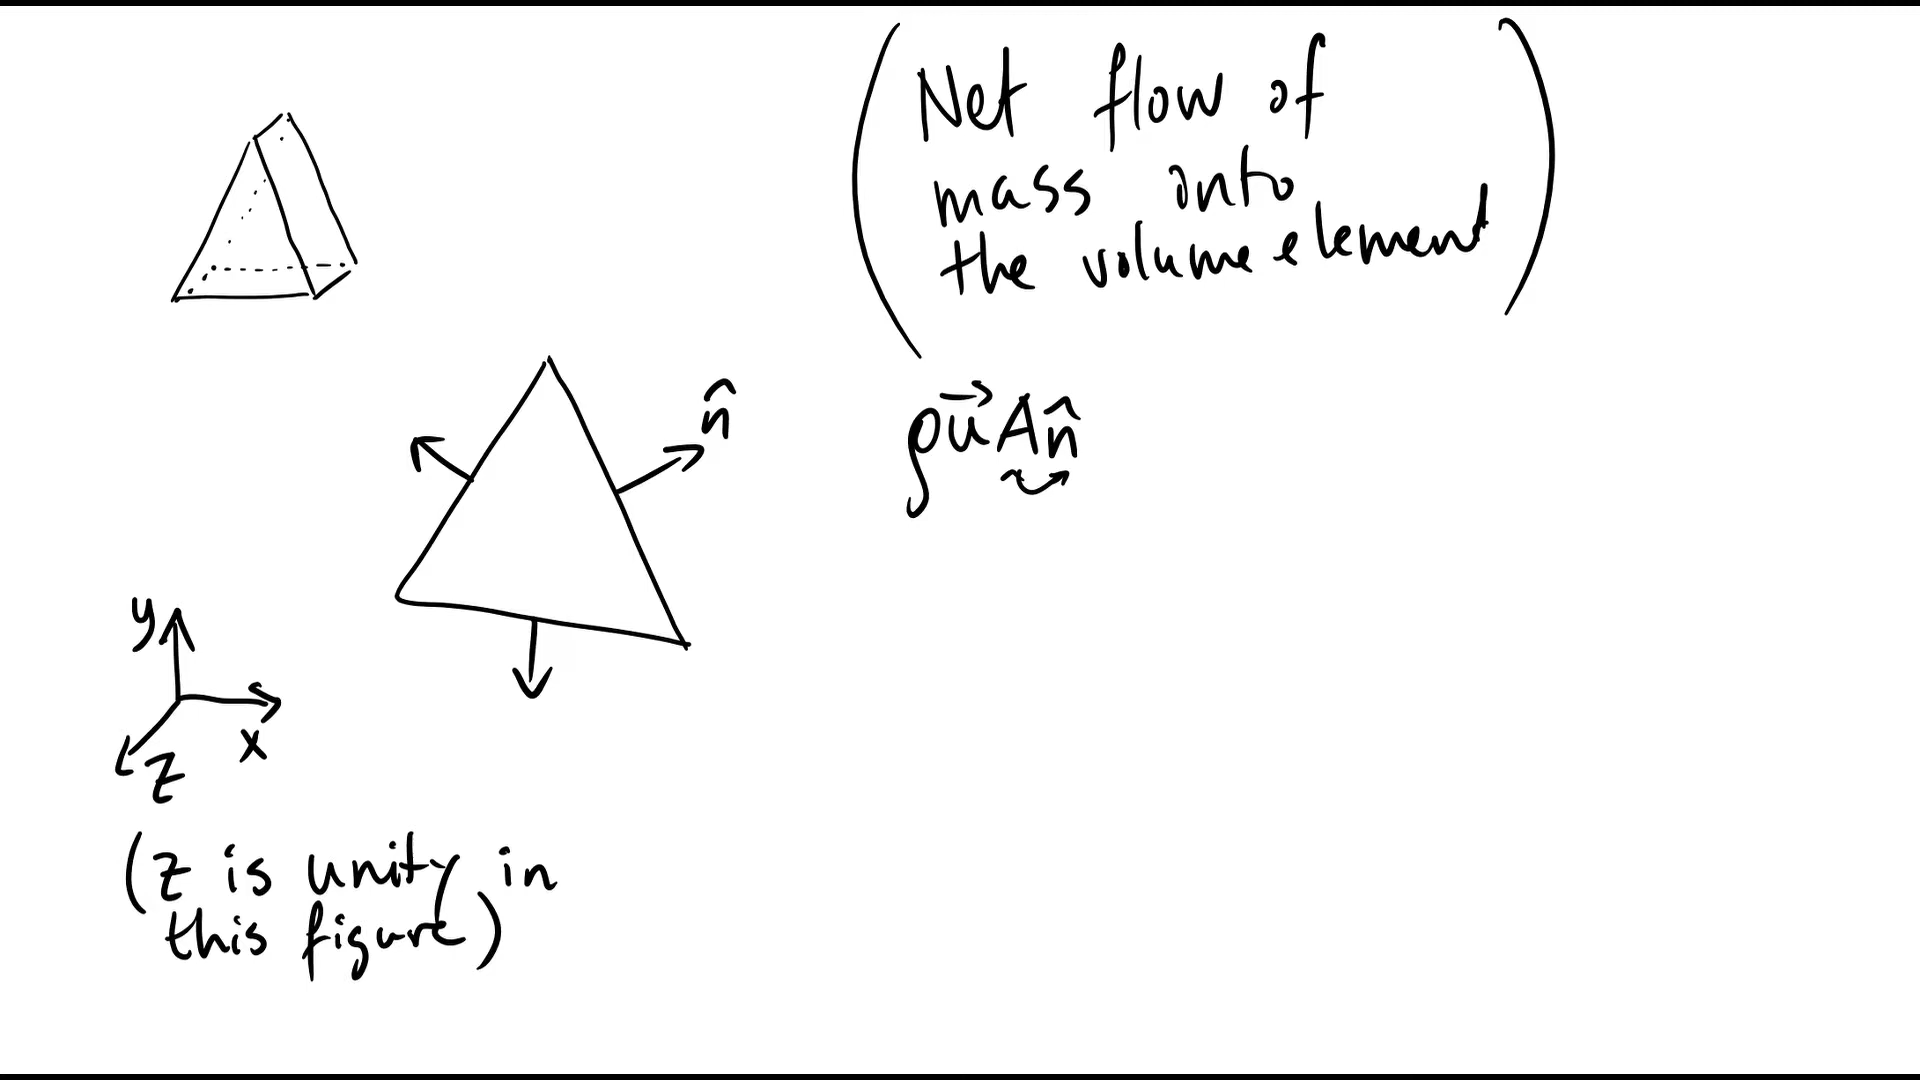 (Net flow of
mass into
the volume element)
n̂
ρu⃗An̂
y
x
z
(z is unity in
this figure)